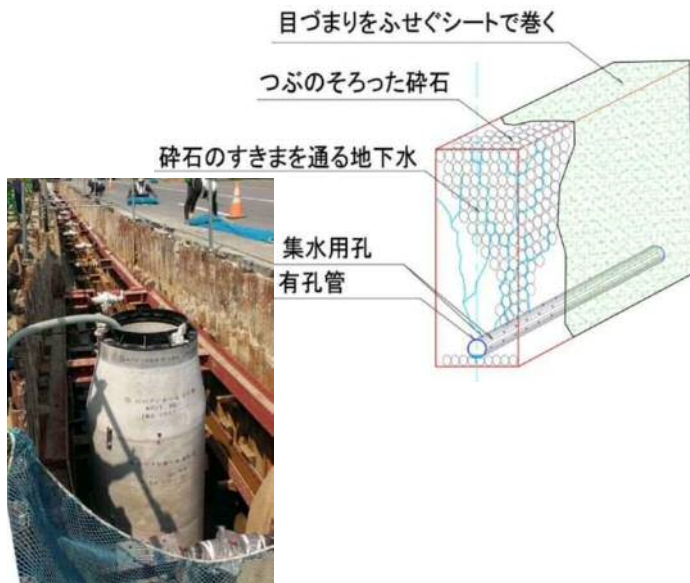 目づまりをふせぐシートで巻く
つぶのそろった砕石
砕石のすきまを通る地下水
集水用孔
有孔管